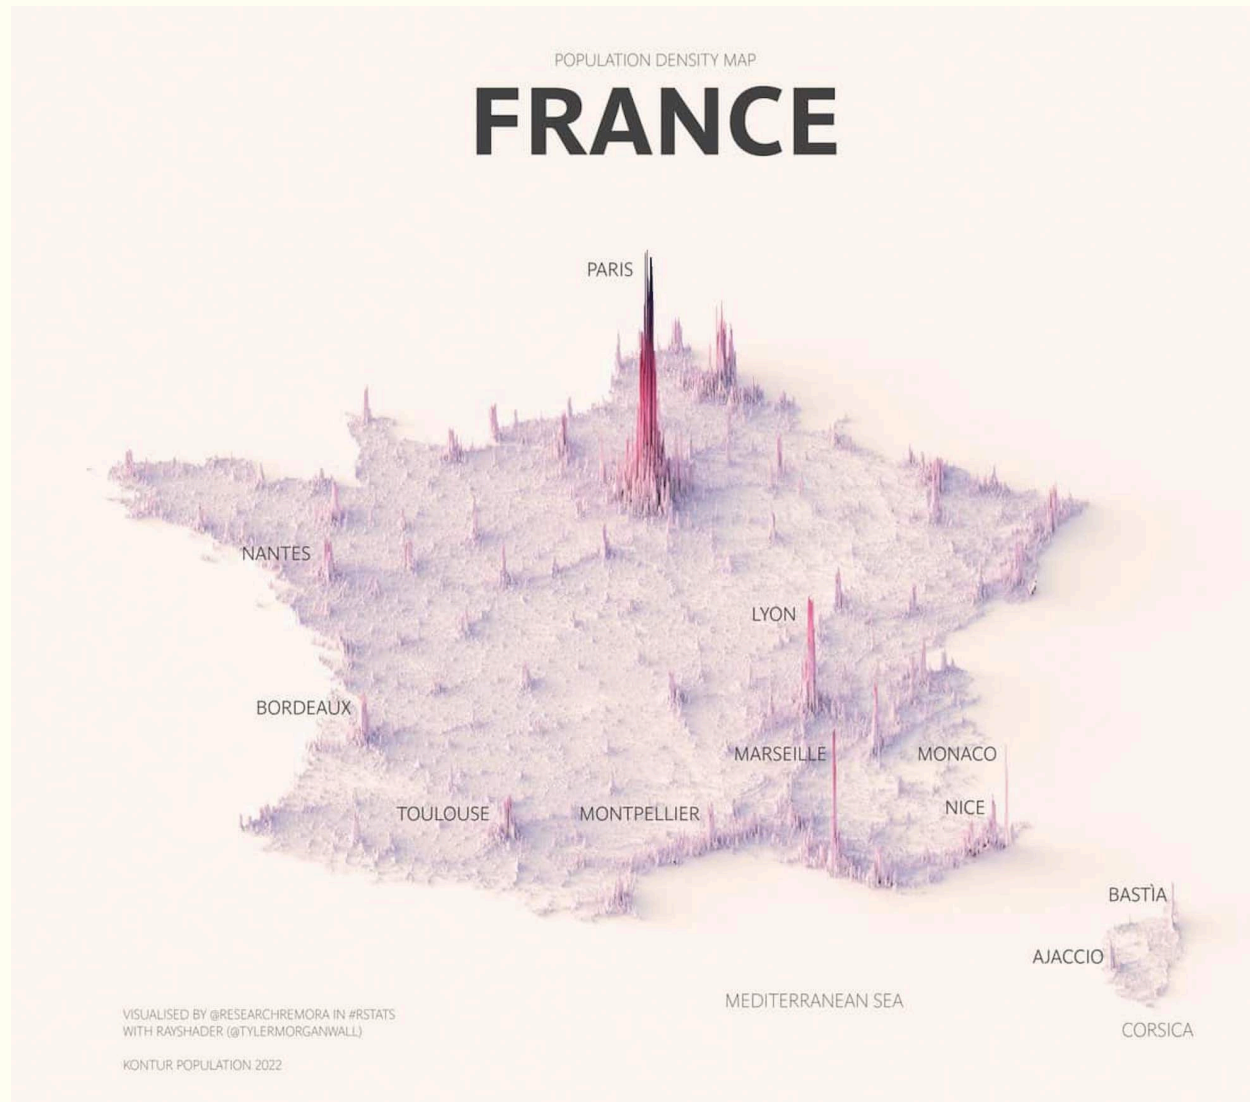 POPULATION DENSITY MAP
FRANCE
PARIS
NANTES
LYON
BORDEAUX
MARSEILLE
MONACO
TOULOUSE
MONTPELLIER
NICE
BASTÌA
AJACCIO
MEDITERRANEAN SEA
CORSICA
VISUALISED BY @RESEARCHREMORA IN #RSTATS
WITH RAYSHADER (@TYLERMORGANWALL)
KONTUR POPULATION 2022